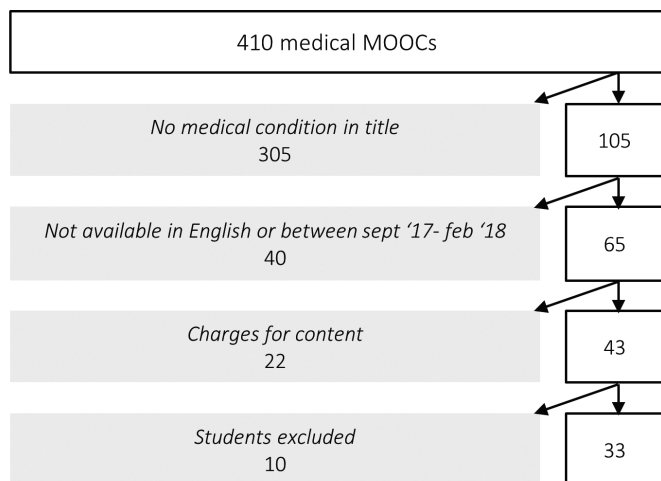 410 medical MOOCs
No medical condition in title
305
105
Not available in English or between sept ‘17- feb ‘18
40
65
Charges for content
22
43
Students excluded
10
33